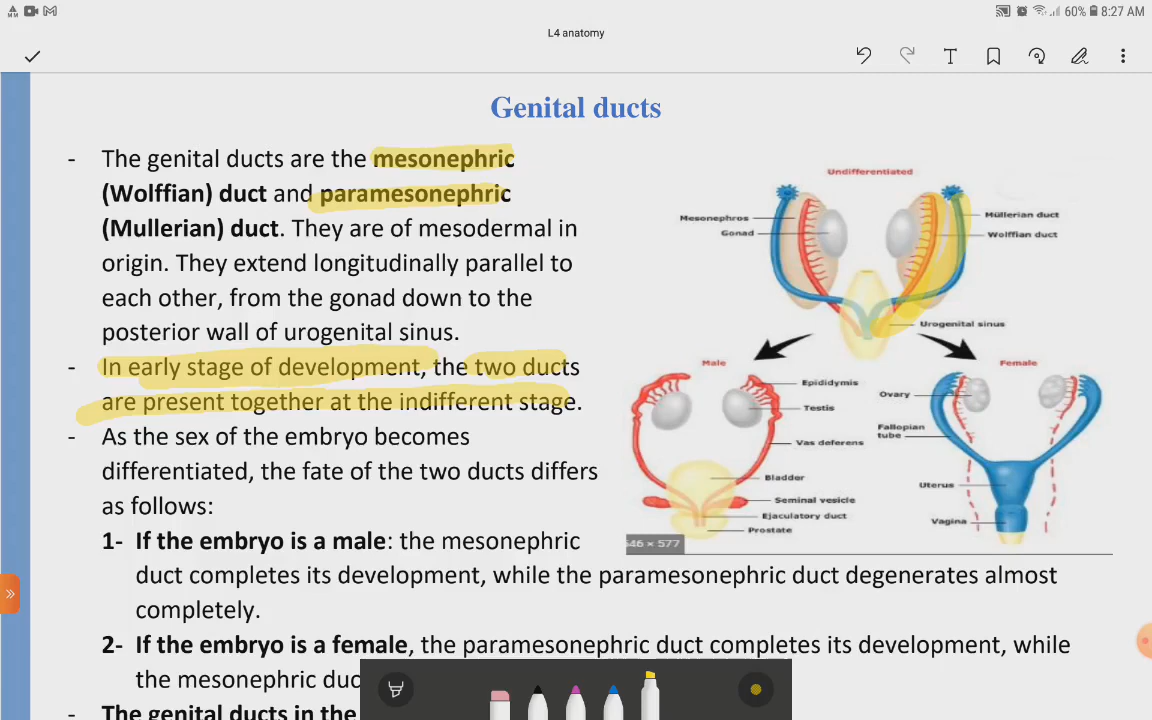 60% 8:27 AM
L4 anatomy
Genital ducts
- The genital ducts are the mesonephric
(Wolffian) duct and paramesonephric
(Mullerian) duct. They are of mesodermal in
origin. They extend longitudinally parallel to
each other, from the gonad down to the
posterior wall of urogenital sinus.
- In early stage of development, the two ducts
are present together at the indifferent stage.
- As the sex of the embryo becomes
differentiated, the fate of the two ducts differs
as follows:
1- If the embryo is a male: the mesonephric
duct completes its development, while the paramesonephric duct degenerates almost
completely.
2- If the embryo is a female, the paramesonephric duct completes its development, while
the mesonephric duc
- The genital ducts in the
Undifferentiated
Mesonephros
Gonad
Müllerian duct
Wolffian duct
Urogenital sinus
Male
Epididymis
Testis
Vas deferens
Bladder
Seminal vesicle
Ejaculatory duct
Prostate
Female
Ovary
Fallopian
tube
Uterus
Vagina
546 × 577